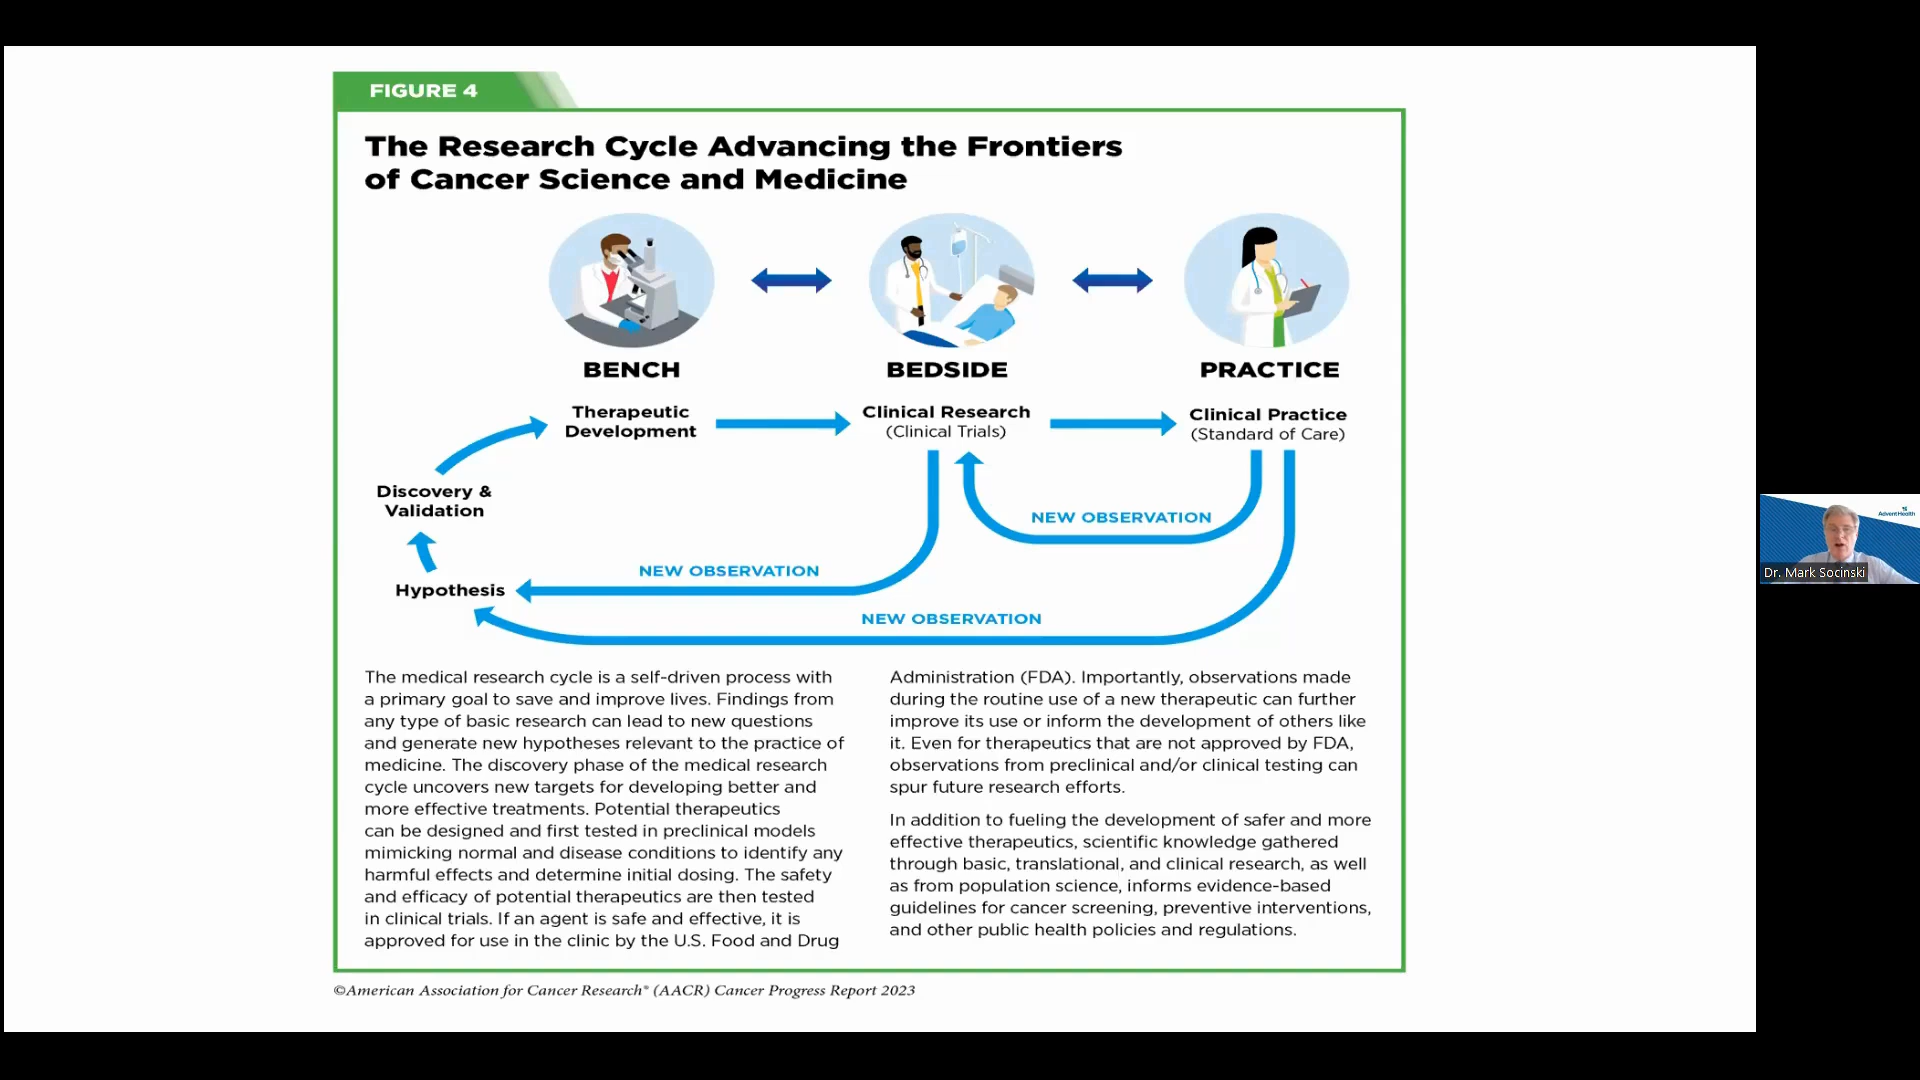 FIGURE 4
The Research Cycle Advancing the Frontiers
of Cancer Science and Medicine
BENCH
BEDSIDE
PRACTICE
Therapeutic
Development
Clinical Research
(Clinical Trials)
Clinical Practice
(Standard of Care)
Discovery &
Validation
NEW OBSERVATION
NEW OBSERVATION
Hypothesis
NEW OBSERVATION
The medical research cycle is a self-driven process with
a primary goal to save and improve lives. Findings from
any type of basic research can lead to new questions
and generate new hypotheses relevant to the practice of
medicine. The discovery phase of the medical research
cycle uncovers new targets for developing better and
more effective treatments. Potential therapeutics
can be designed and first tested in preclinical models
mimicking normal and disease conditions to identify any
harmful effects and determine initial dosing. The safety
and efficacy of potential therapeutics are then tested
in clinical trials. If an agent is safe and effective, it is
approved for use in the clinic by the U.S. Food and Drug
Administration (FDA). Importantly, observations made
during the routine use of a new therapeutic can further
improve its use or inform the development of others like
it. Even for therapeutics that are not approved by FDA,
observations from preclinical and/or clinical testing can
spur future research efforts.
In addition to fueling the development of safer and more
effective therapeutics, scientific knowledge gathered
through basic, translational, and clinical research, as well
as from population science, informs evidence-based
guidelines for cancer screening, preventive interventions,
and other public health policies and regulations.
©American Association for Cancer Research® (AACR) Cancer Progress Report 2023
AdventHealth
Dr. Mark Socinski